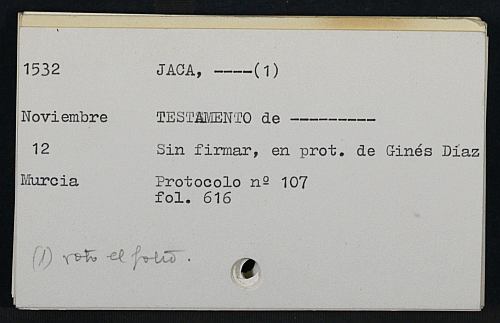 1532 JACA, ----(1)
Noviembre TESTAMENTO de ---------
12 Sin firmar, en prot. de Ginés Díaz
Murcia Protocolo nº 107
fol. 616
(1) roto el folio.